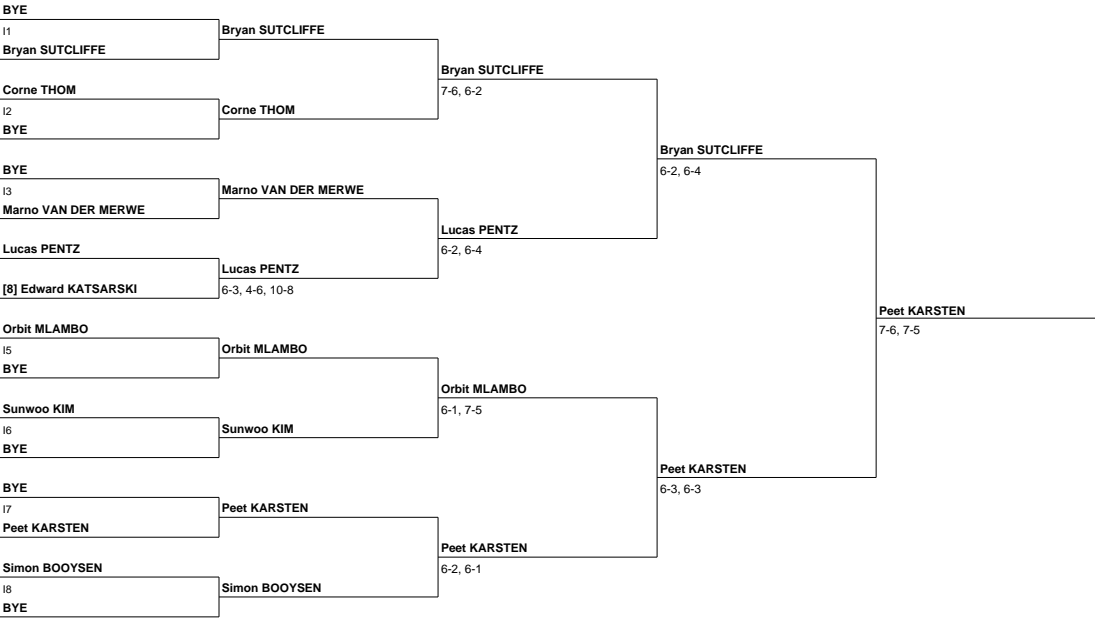 BYE
I1
Bryan SUTCLIFFE
Bryan SUTCLIFFE
Corne THOM
I2
BYE
Corne THOM
Bryan SUTCLIFFE
7-6, 6-2
BYE
I3
Marno VAN DER MERWE
Marno VAN DER MERWE
Lucas PENTZ
[8] Edward KATSARSKI
Lucas PENTZ
6-3, 4-6, 10-8
Lucas PENTZ
6-2, 6-4
Bryan SUTCLIFFE
6-2, 6-4
Orbit MLAMBO
I5
BYE
Orbit MLAMBO
Sunwoo KIM
I6
BYE
Sunwoo KIM
Orbit MLAMBO
6-1, 7-5
BYE
I7
Peet KARSTEN
Peet KARSTEN
Simon BOOYSEN
I8
BYE
Simon BOOYSEN
Peet KARSTEN
6-2, 6-1
Peet KARSTEN
6-3, 6-3
Peet KARSTEN
7-6, 7-5